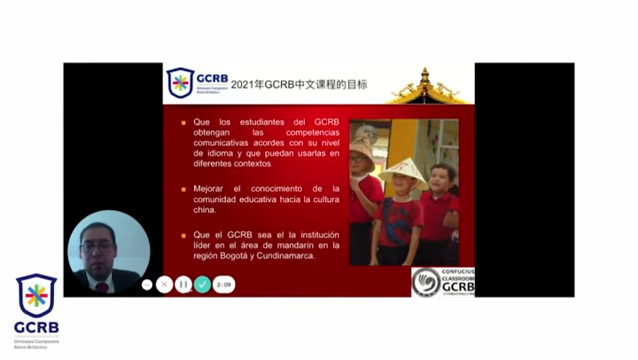 GCRB
2021年GCRB中文课程的目标
Que los estudiantes del GCRB
obtengan las competencias
comunicativas acordes con su nivel
de idioma y que puedan usarlas en
diferentes contextos
Mejorar el conocimiento de la
comunidad educativa hacia la cultura
china.
Que el GCRB sea el la institución
líder en el área de mandarín en la
región Bogotá y Cundinamarca.
CONFUCIUS
CLASSROOM
GCRB
2:09
GCRB
Gimnasio Campestre
Reino Británico